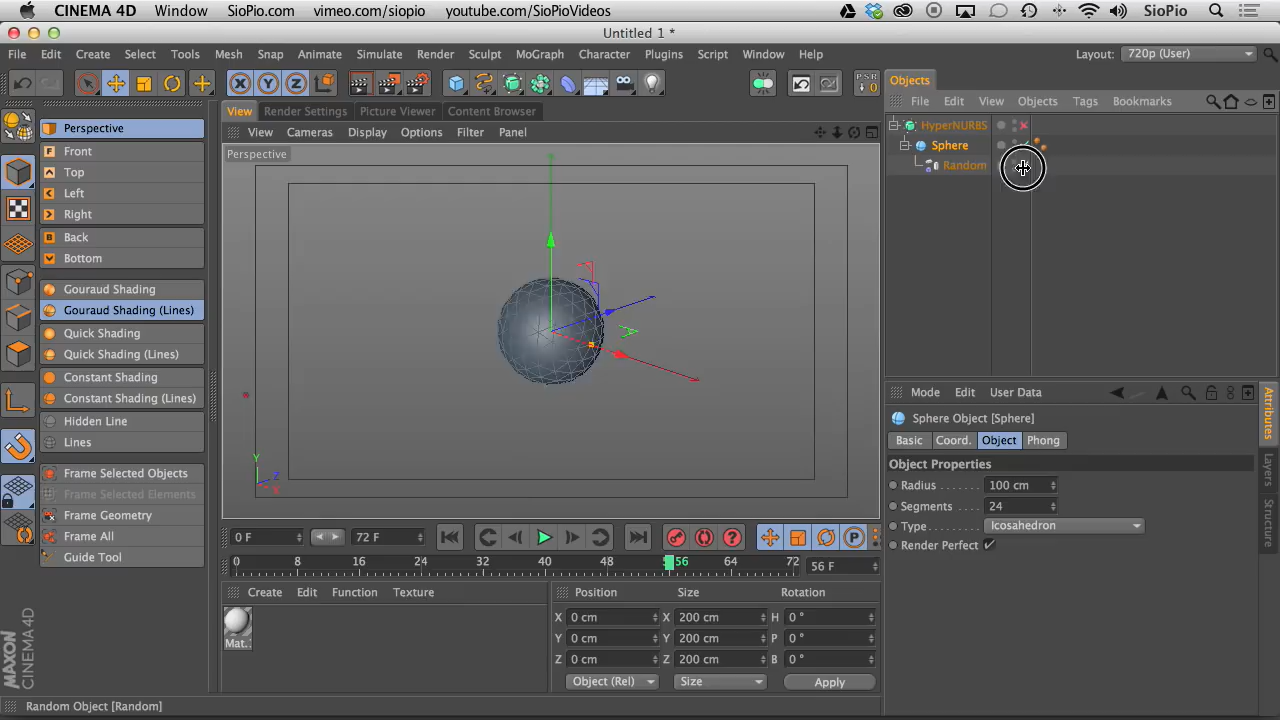 CINEMA 4D Window SioPio.com vimeo.com/siopio youtube.com/SioPioVideos SioPio
Untitled 1 *
File Edit Create Select Tools Mesh Snap Animate Simulate Render Sculpt MoGraph Character Plugins Script Window Help Layout: 720p (User)
X Y Z PSR 0
Objects
File Edit View Objects Tags Bookmarks
HyperNURBS
Sphere
Random
View Render Settings Picture Viewer Content Browser
View Cameras Display Options Filter Panel
Perspective
Perspective
Front
Top
Left
Right
Back
Bottom
Gouraud Shading
Gouraud Shading (Lines)
Quick Shading
Quick Shading (Lines)
Constant Shading
Constant Shading (Lines)
Hidden Line
Lines
Frame Selected Objects
Frame Selected Elements
Frame Geometry
Frame All
Guide Tool
Y
Z
X
Mode Edit User Data
Sphere Object [Sphere]
Basic Coord. Object Phong
Object Properties
Radius 100 cm
Segments 24
Type Icosahedron
Render Perfect
Attributes
Layers
Structure
0 F 72 F
0 8 16 24 32 40 48 56 64 72 56 F
Create Edit Function Texture
Mat.
Position Size Rotation
X 0 cm X 200 cm H 0 °
Y 0 cm Y 200 cm P 0 °
Z 0 cm Z 200 cm B 0 °
Object (Rel) Size Apply
MAXON
CINEMA 4D
Random Object [Random]